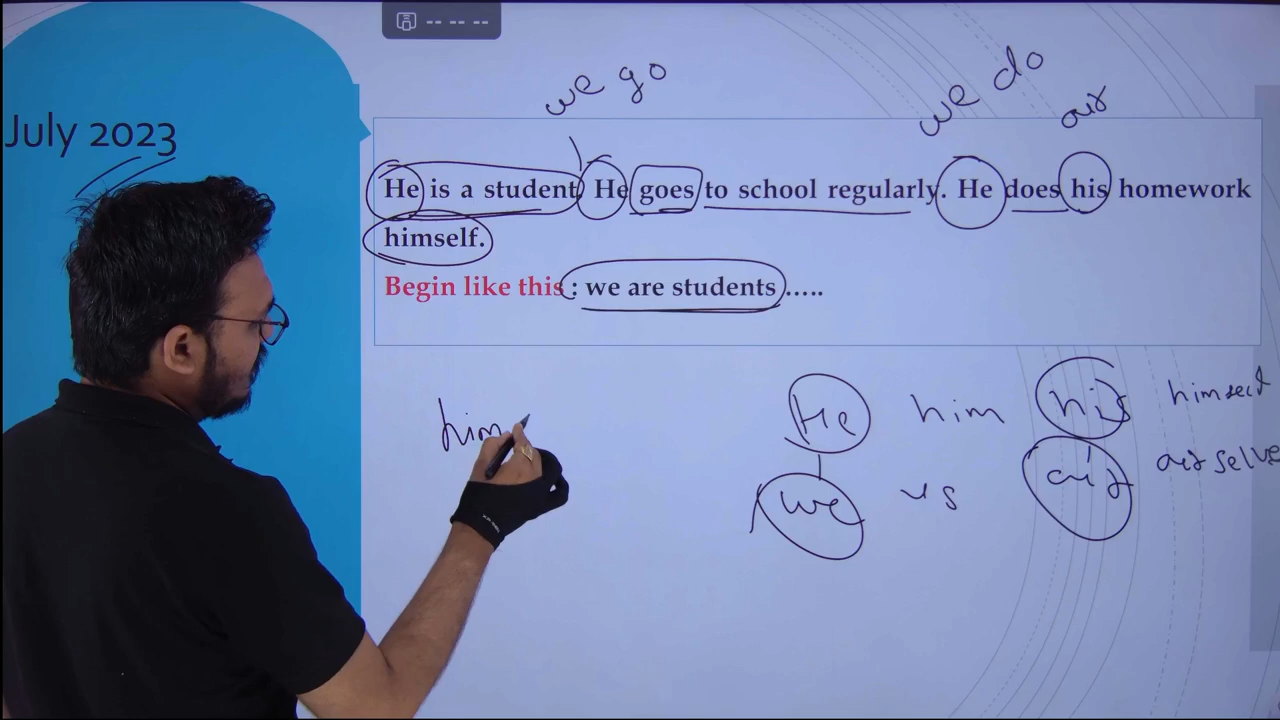 we go
we do
our
July 2023
He is a student. He goes to school regularly. He does his homework
himself.
Begin like this : we are students …..
him
He him his himself
we us our ourselve